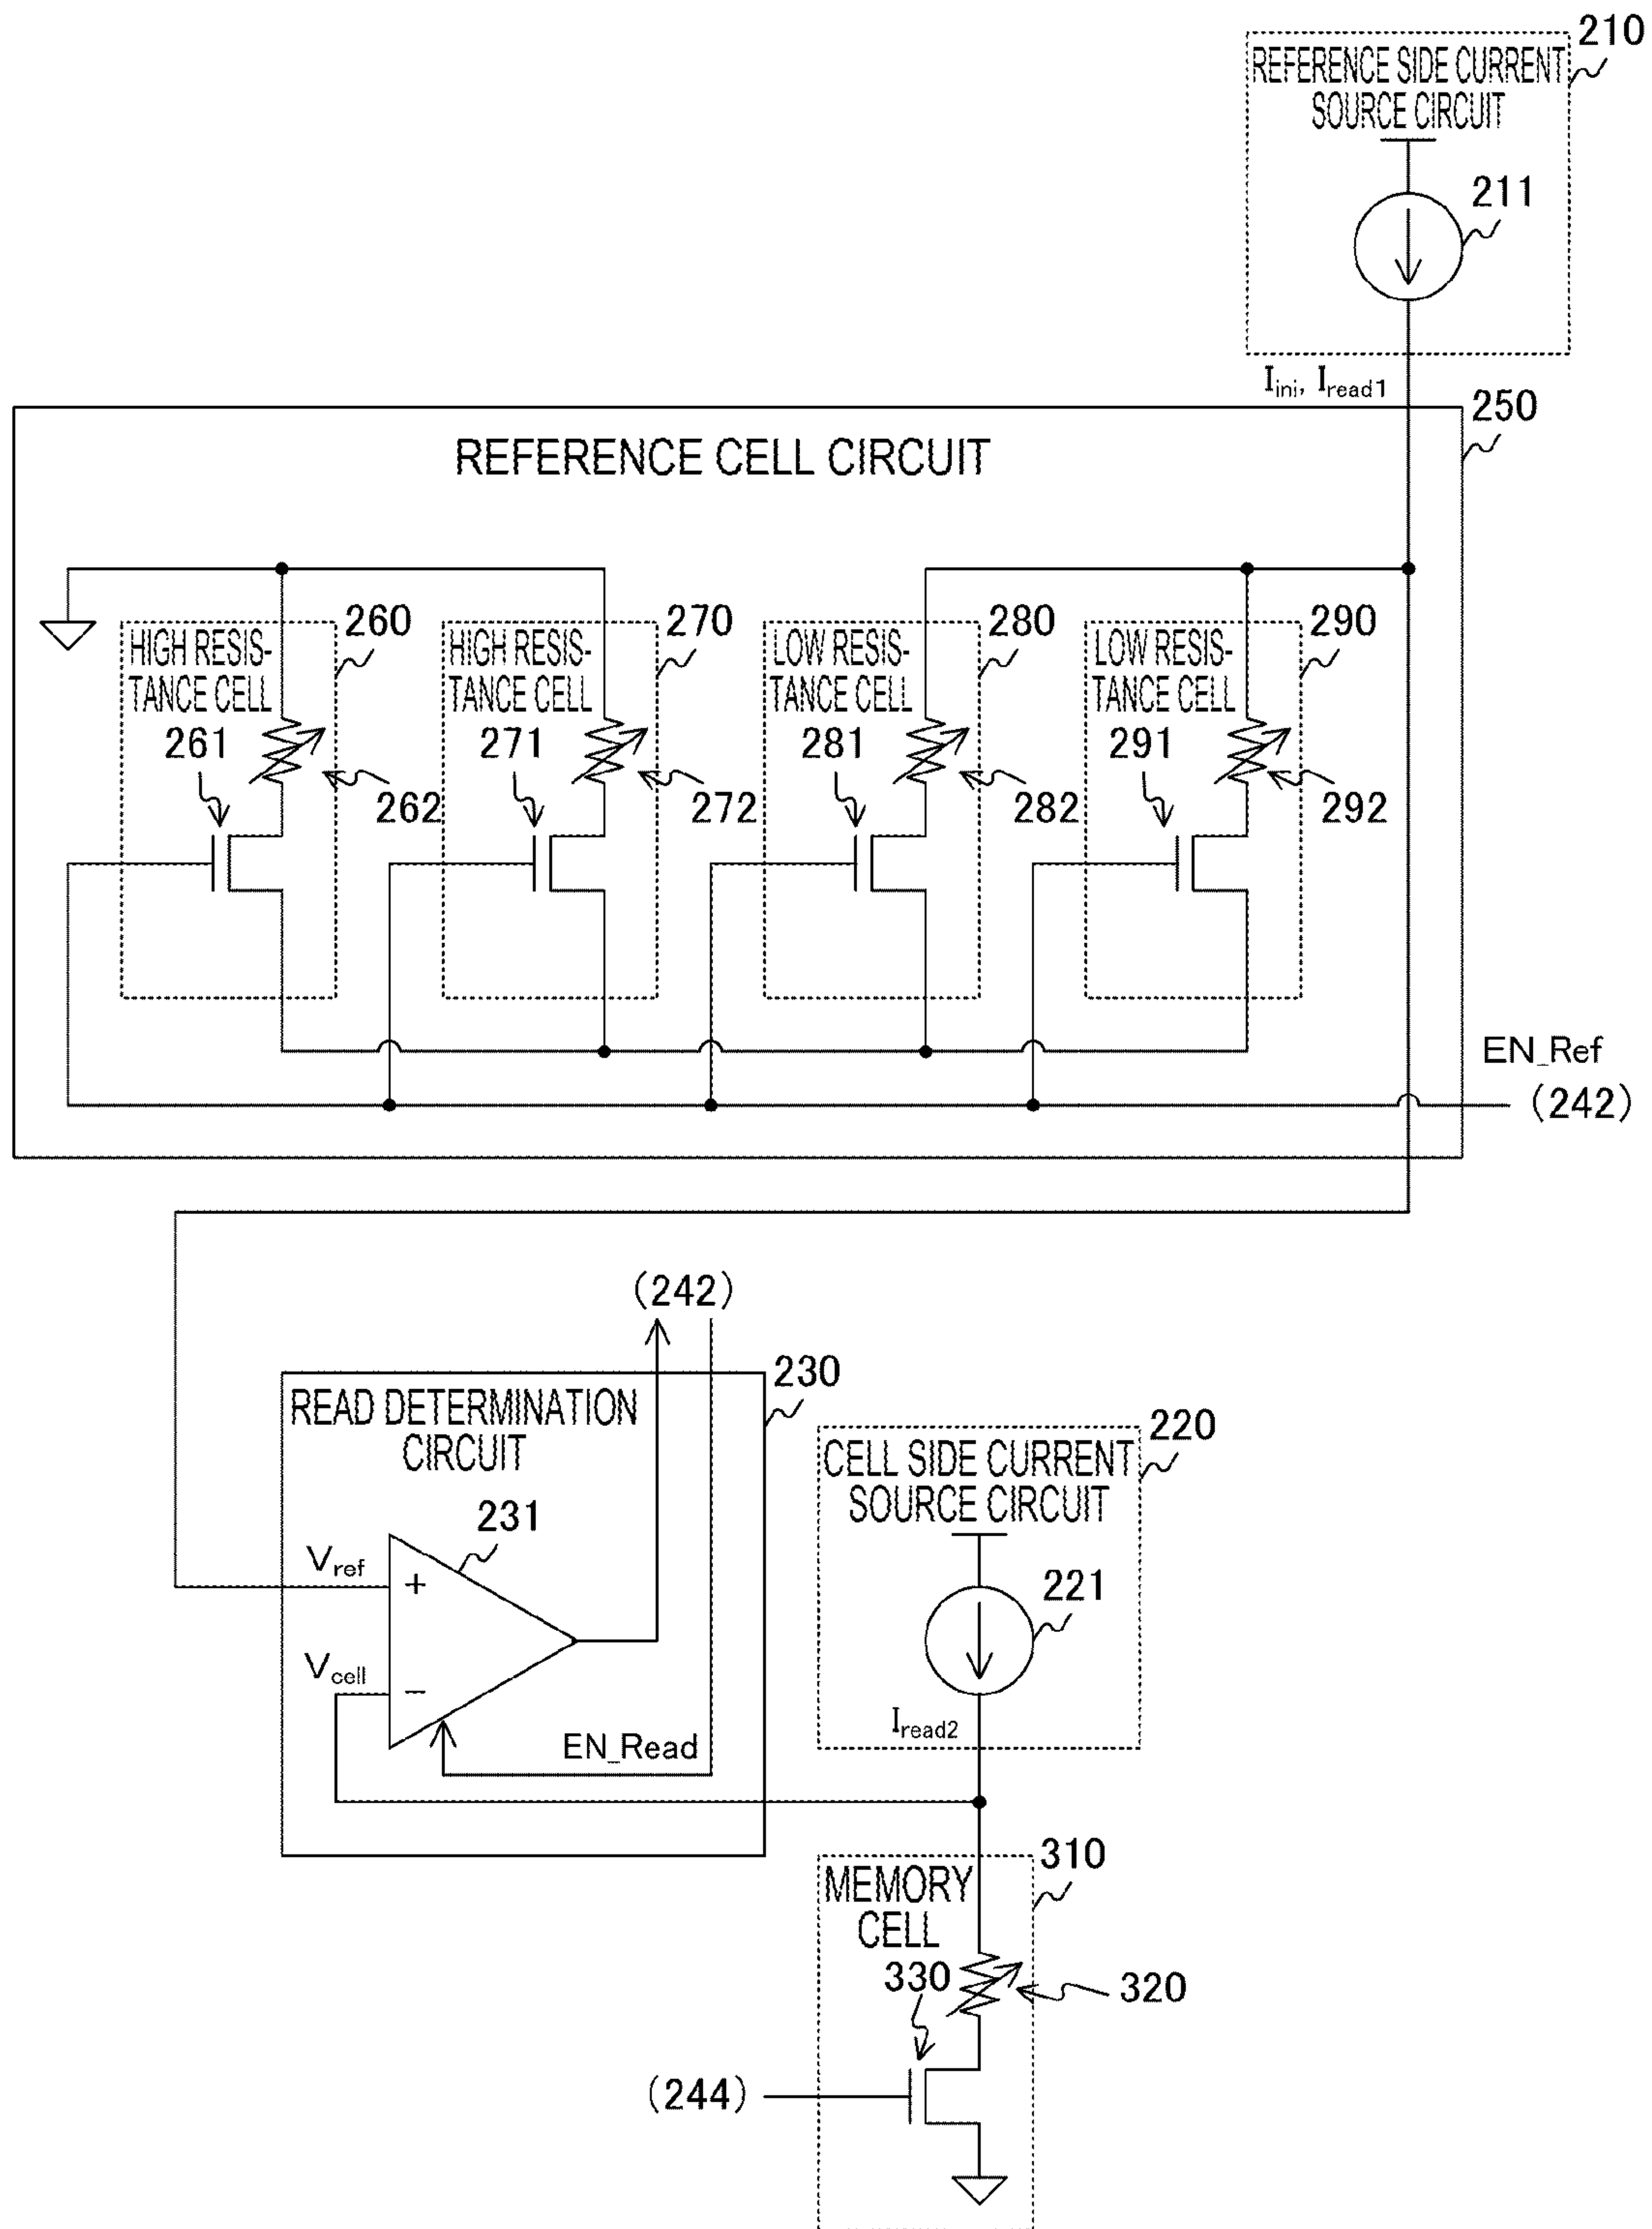 210
REFERENCE SIDE CURRENT
SOURCE CIRCUIT
211
Iini, Iread1
250
REFERENCE CELL CIRCUIT
260
HIGH RESIS-
TANCE CELL
261
262
270
HIGH RESIS-
TANCE CELL
271
272
280
LOW RESIS-
TANCE CELL
281
282
290
LOW RESIS-
TANCE CELL
291
292
EN_Ref
(242)
(242)
230
READ DETERMINATION
CIRCUIT
231
Vref
+
Vcell
−
EN_Read
220
CELL SIDE CURRENT
SOURCE CIRCUIT
221
Iread2
310
MEMORY
CELL
330
320
(244)